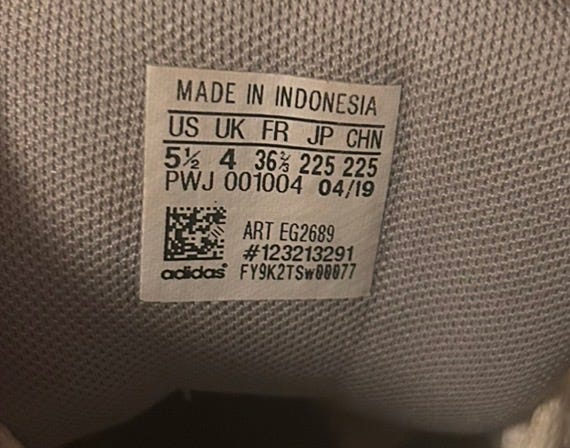 MADE IN INDONESIA
US UK FR JP CHN
5½ 4 36⅔ 225 225
PWJ 001004 04/19
ART EG2689
#123213291
adidas® FY9K2TSw00077